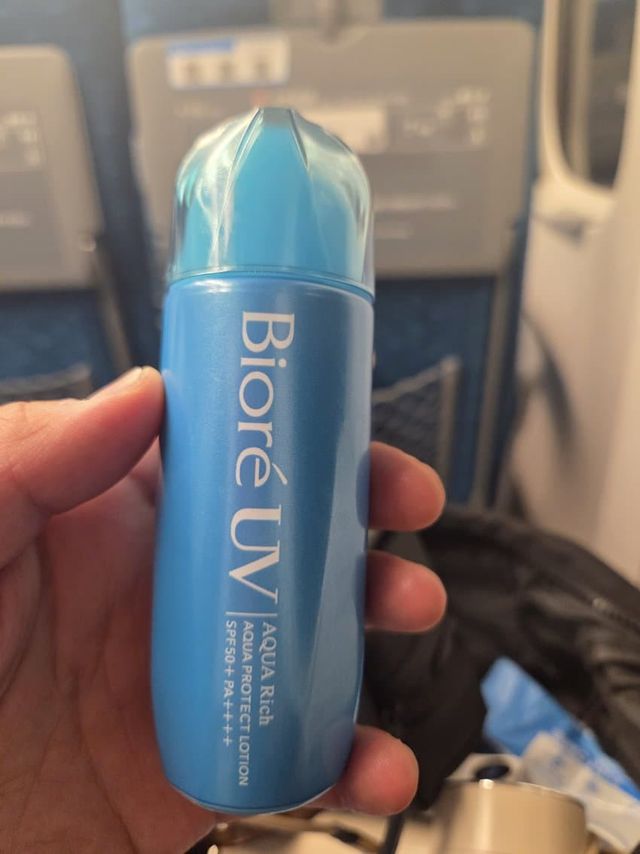 Bioré UV
AQUA Rich
AQUA PROTECT LOTION
SPF50+ PA++++